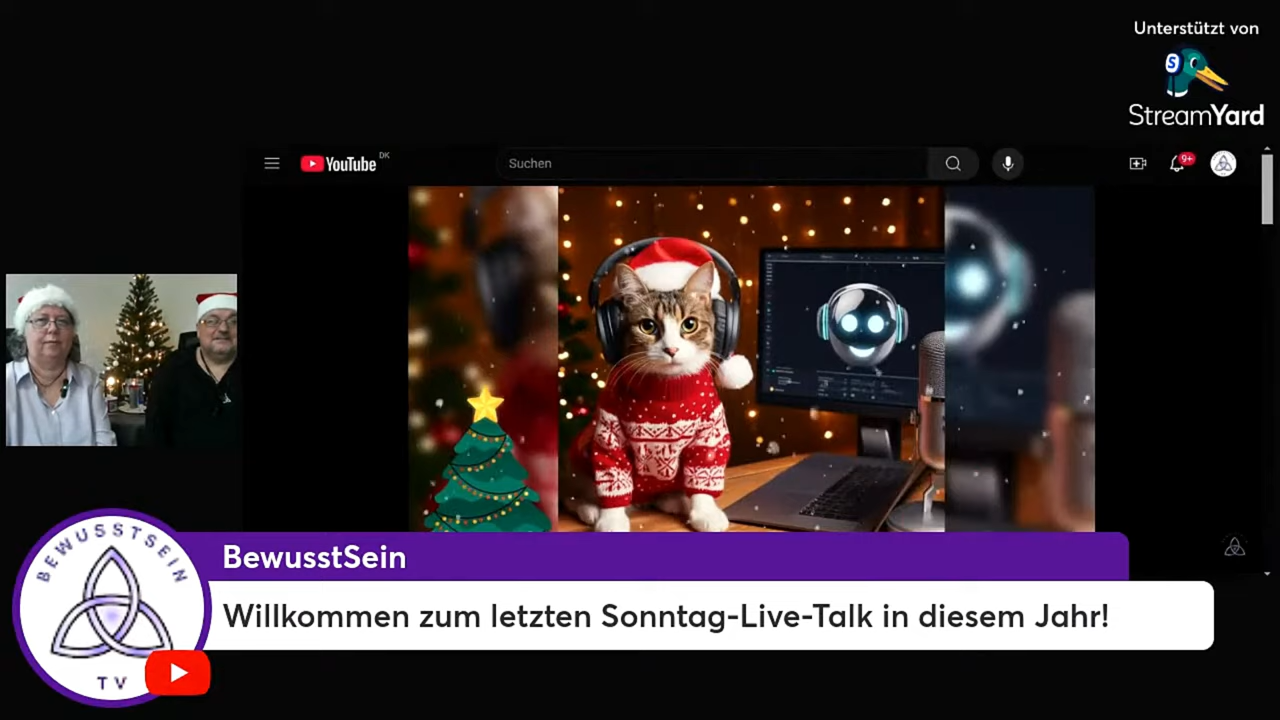 Unterstützt von
S
StreamYard
YouTube DK
Suchen
9+
BewusstSein
Willkommen zum letzten Sonntag-Live-Talk in diesem Jahr!
BEWUSSTSEIN
TV